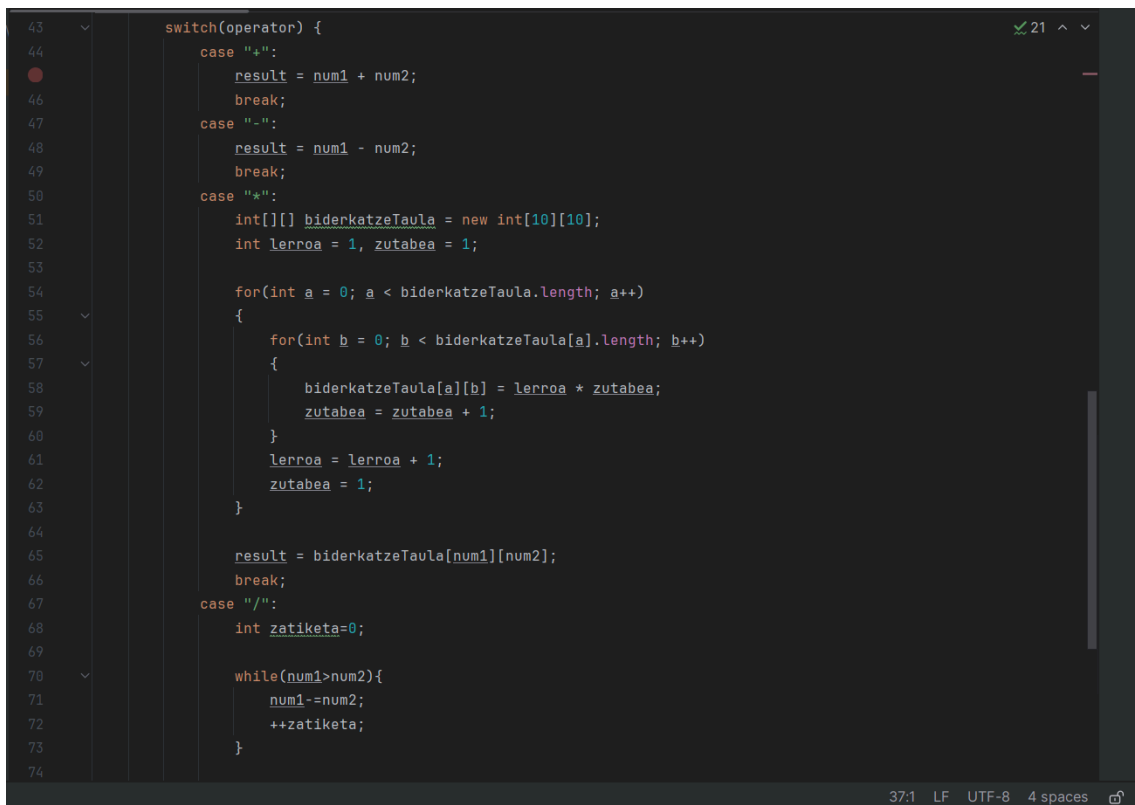 43 switch(operator) { 21
44 case "+":
result = num1 + num2;
46 break;
47 case "-":
48 result = num1 - num2;
49 break;
50 case "*":
51 int[][] biderkatzeTaula = new int[10][10];
52 int lerroa = 1, zutabea = 1;
53
54 for(int a = 0; a < biderkatzeTaula.length; a++)
55 {
56 for(int b = 0; b < biderkatzeTaula[a].length; b++)
57 {
58 biderkatzeTaula[a][b] = lerroa * zutabea;
59 zutabea = zutabea + 1;
60 }
61 lerroa = lerroa + 1;
62 zutabea = 1;
63 }
64
65 result = biderkatzeTaula[num1][num2];
66 break;
67 case "/":
68 int zatiketa=0;
69
70 while(num1>num2){
71 num1-=num2;
72 ++zatiketa;
73 }
74
37:1 LF UTF-8 4 spaces